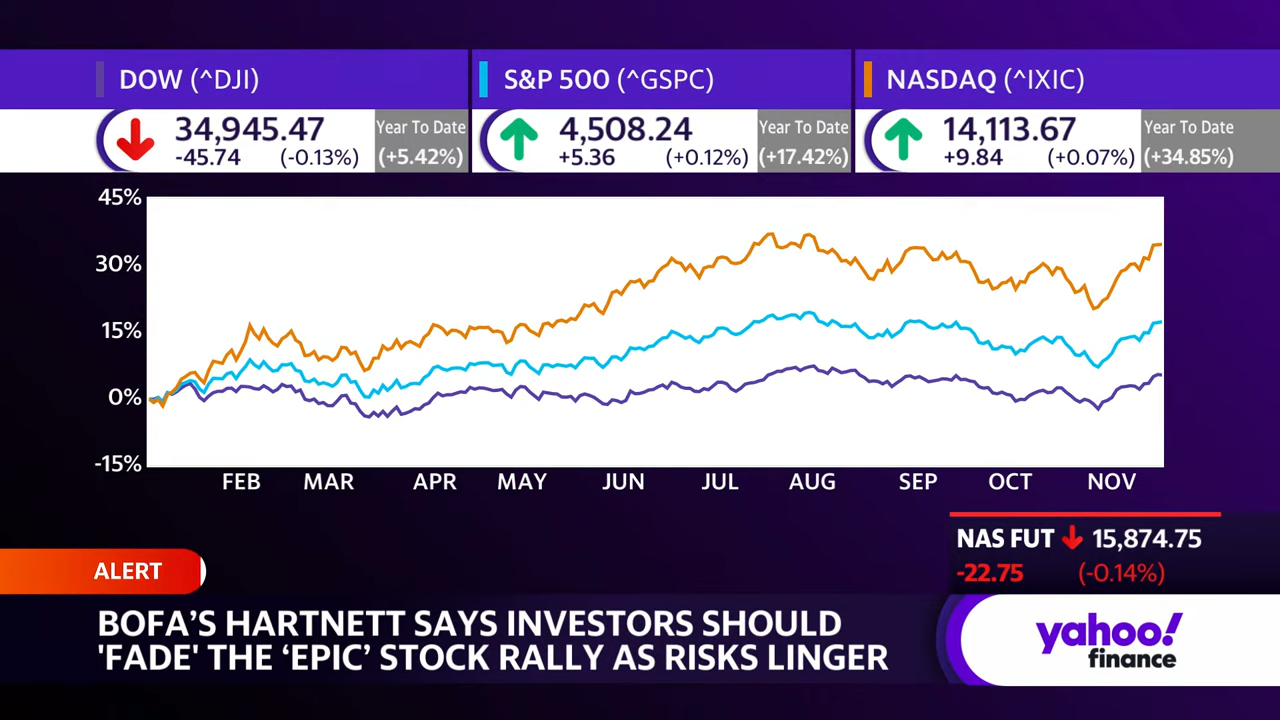 DOW (^DJI)
34,945.47
-45.74 (-0.13%)
Year To Date
(+5.42%)
S&P 500 (^GSPC)
4,508.24
+5.36 (+0.12%)
Year To Date
(+17.42%)
NASDAQ (^IXIC)
14,113.67
+9.84 (+0.07%)
Year To Date
(+34.85%)
45%
30%
15%
0%
-15%
FEB MAR APR MAY JUN JUL AUG SEP OCT NOV
NAS FUT 15,874.75
-22.75 (-0.14%)
ALERT
BOFA’S HARTNETT SAYS INVESTORS SHOULD
'FADE' THE ‘EPIC’ STOCK RALLY AS RISKS LINGER
yahoo!
finance